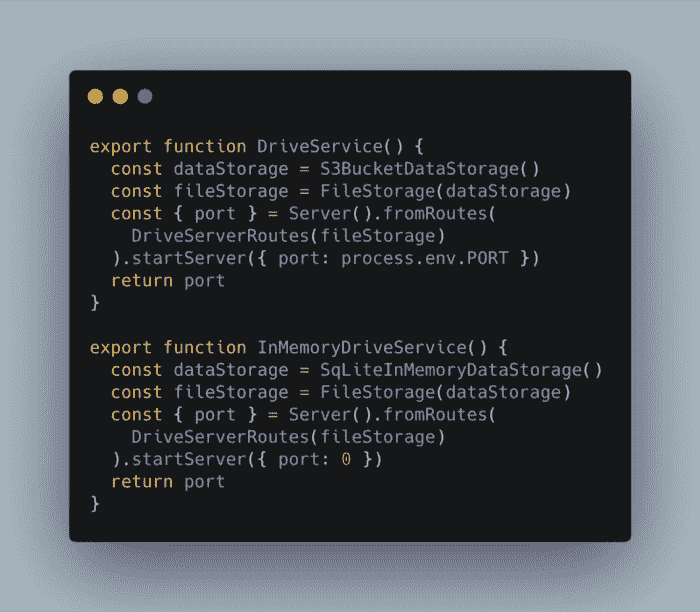 export function DriveService() {
  const dataStorage = S3BucketDataStorage()
  const fileStorage = FileStorage(dataStorage)
  const { port } = Server().fromRoutes(
    DriveServerRoutes(fileStorage)
  ).startServer({ port: process.env.PORT })
  return port
}

export function InMemoryDriveService() {
  const dataStorage = SqLiteInMemoryDataStorage()
  const fileStorage = FileStorage(dataStorage)
  const { port } = Server().fromRoutes(
    DriveServerRoutes(fileStorage)
  ).startServer({ port: 0 })
  return port
}